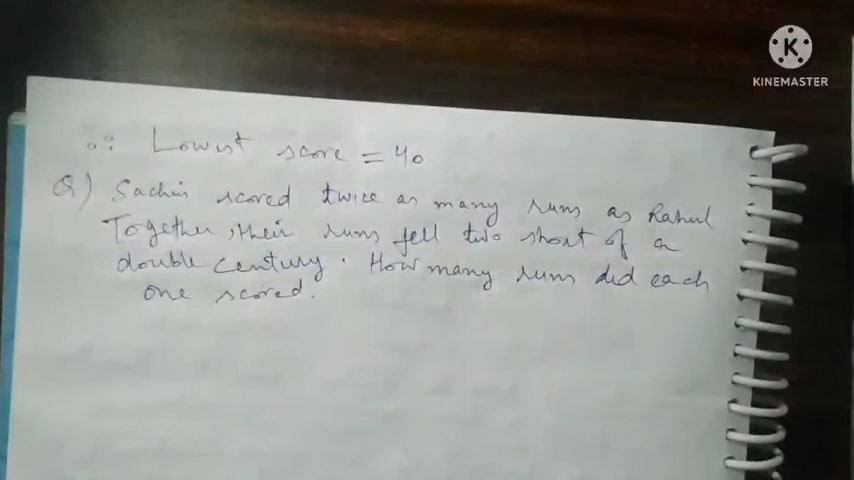 K
KINEMASTER
∴ Lowest score = 40
Q) Sachin scored twice as many runs as Rahul
Together, their runs fell two short of a
double century. How many runs did each
one scored.